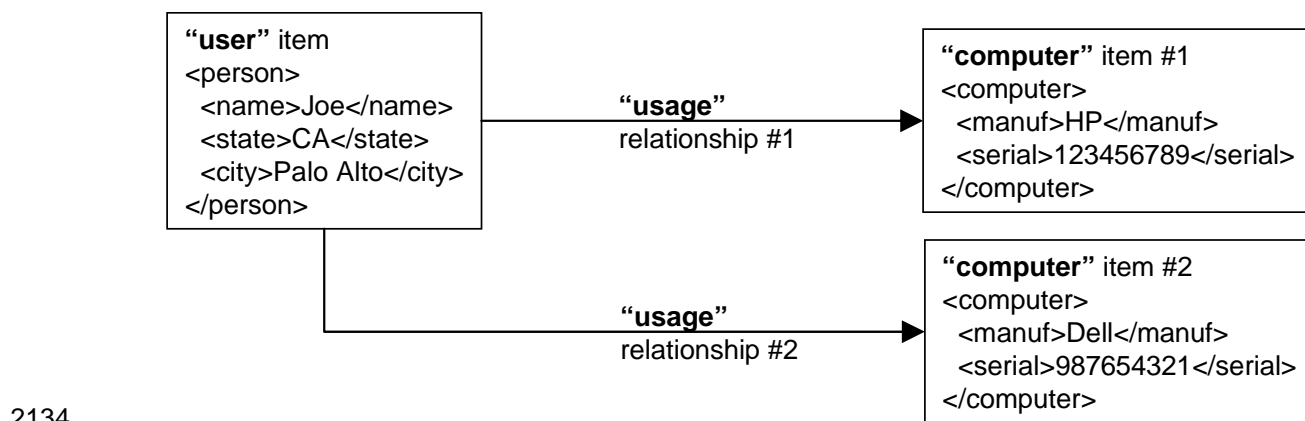 “user” item
<person>
<name>Joe</name>
<state>CA</state>
<city>Palo Alto</city>
</person>
“usage”
relationship #1
“computer” item #1
<computer>
<manuf>HP</manuf>
<serial>123456789</serial>
</computer>
“usage”
relationship #2
“computer” item #2
<computer>
<manuf>Dell</manuf>
<serial>987654321</serial>
</computer>
2134